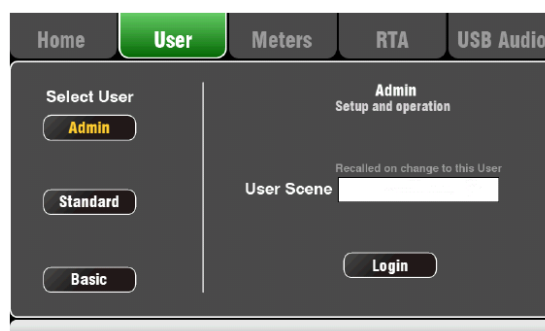 Home User Meters RTA USB Audio
Select User
Admin
Standard
Basic
Admin
Setup and operation
Recalled on change to this User
User Scene
Login